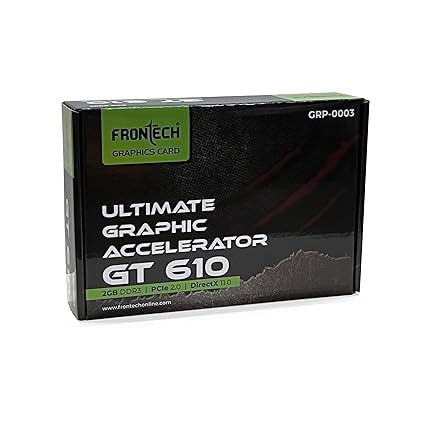 FRONTECH
GRAPHICS CARD
GRP-0003
ULTIMATE
GRAPHIC
ACCELERATOR
GT 610
2GB DDR3 | PCIe 2.0 | DirectX 11.0
www.frontechonline.com